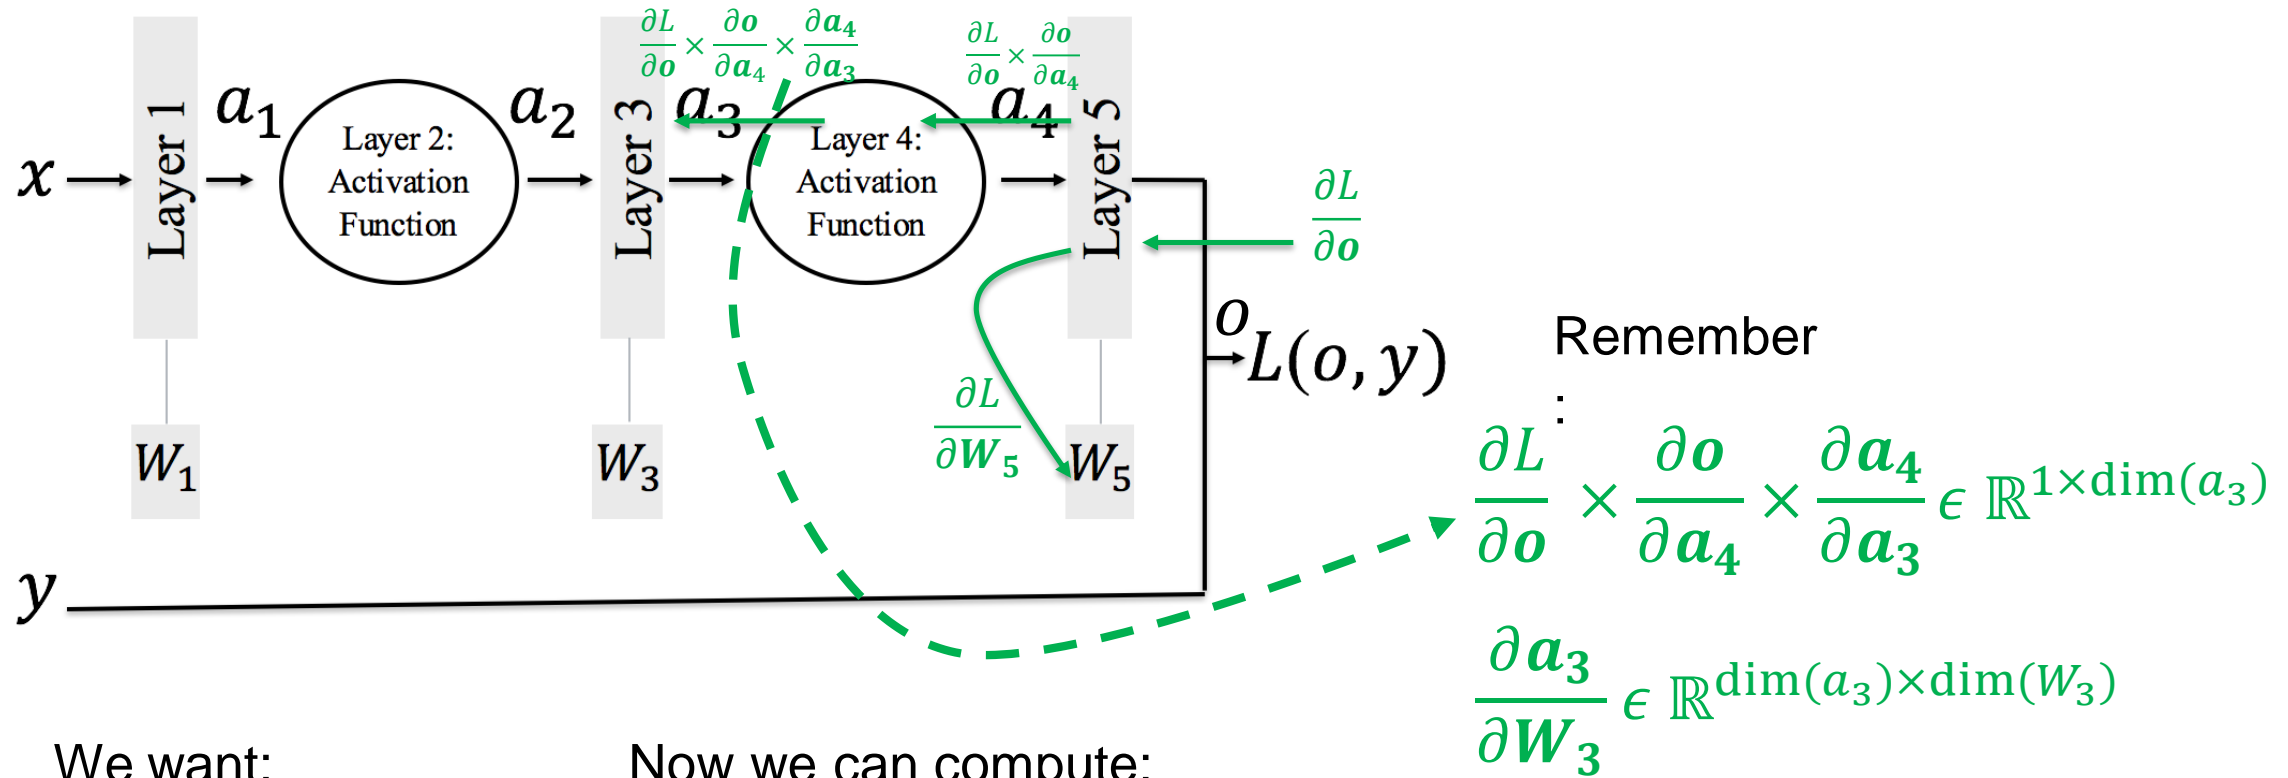 ∂L/∂o × ∂o/∂a₄ × ∂a₄/∂a₃
∂L/∂o × ∂o/∂a₄
a₁
a₂
a₃
a₄
x
Layer 1
Layer 2:
Activation
Function
Layer 3
Layer 4:
Activation
Function
Layer 5
∂L/∂o
o
L(o, y)
Remember
:
∂L/∂W₅
W₁
W₃
W₅
∂L/∂o × ∂o/∂a₄ × ∂a₄/∂a₃ ϵ ℝ^{1×dim(a₃)}
y
∂a₃/∂W₃ ϵ ℝ^{dim(a₃)×dim(W₃)}
We want:
Now we can compute: